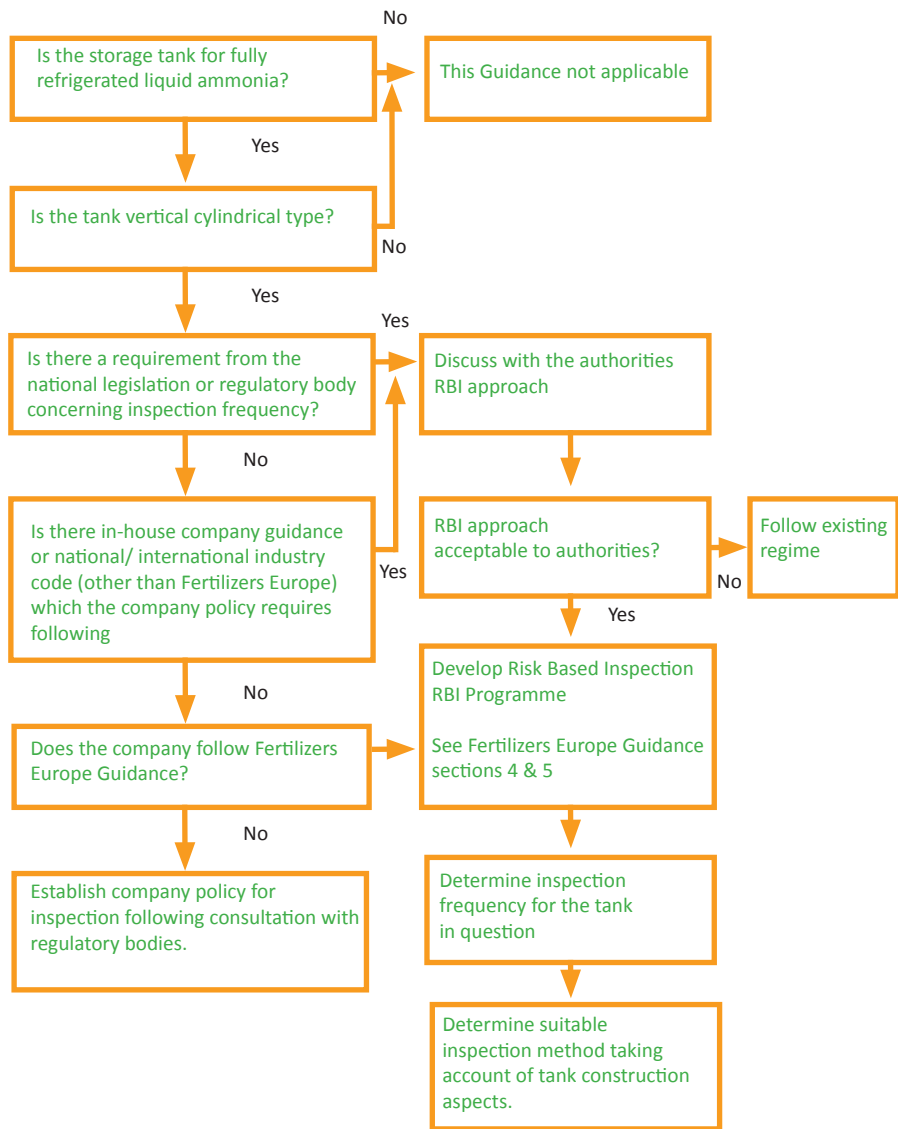 No
Is the storage tank for fully
refrigerated liquid ammonia?
This Guidance not applicable
Yes
Is the tank vertical cylindrical type?
No
Yes
Yes
Is there a requirement from the
national legislation or regulatory body
concerning inspection frequency?
Discuss with the authorities
RBI approach
No
Is there in-house company guidance
or national/ international industry
code (other than Fertilizers Europe)
which the company policy requires
following
Yes
RBI approach
acceptable to authorities?
No
Follow existing
regime
Yes
No
Develop Risk Based Inspection
RBI Programme
See Fertilizers Europe Guidance
sections 4 & 5
Does the company follow Fertilizers
Europe Guidance?
No
Establish company policy for
inspection following consultation with
regulatory bodies.
Determine inspection
frequency for the tank
in question
Determine suitable
inspection method taking
account of tank construction
aspects.